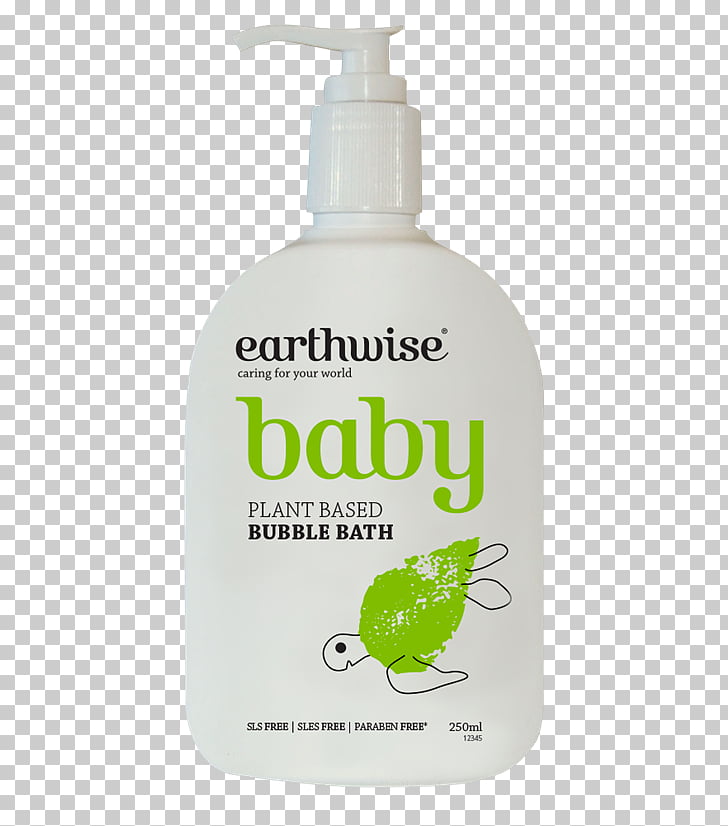 earthwise®
caring for your world
baby
PLANT BASED
BUBBLE BATH
SLS FREE | SLES FREE | PARABEN FREE*
250ml
12345